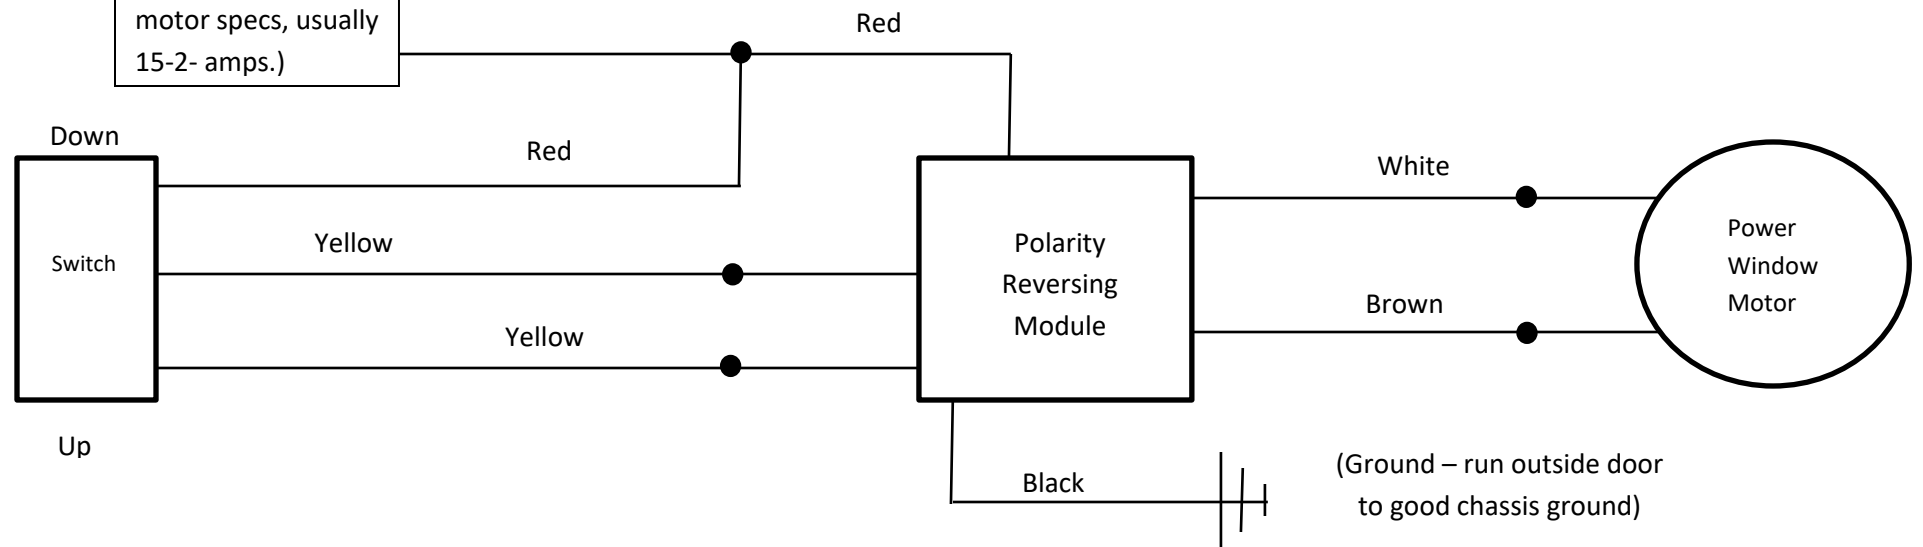 motor specs, usually
15-2- amps.)
Red
Down
Red
White
Yellow
Switch
Polarity
Reversing
Module
Power
Window
Motor
Yellow
Brown
Up
Black
(Ground – run outside door
to good chassis ground)